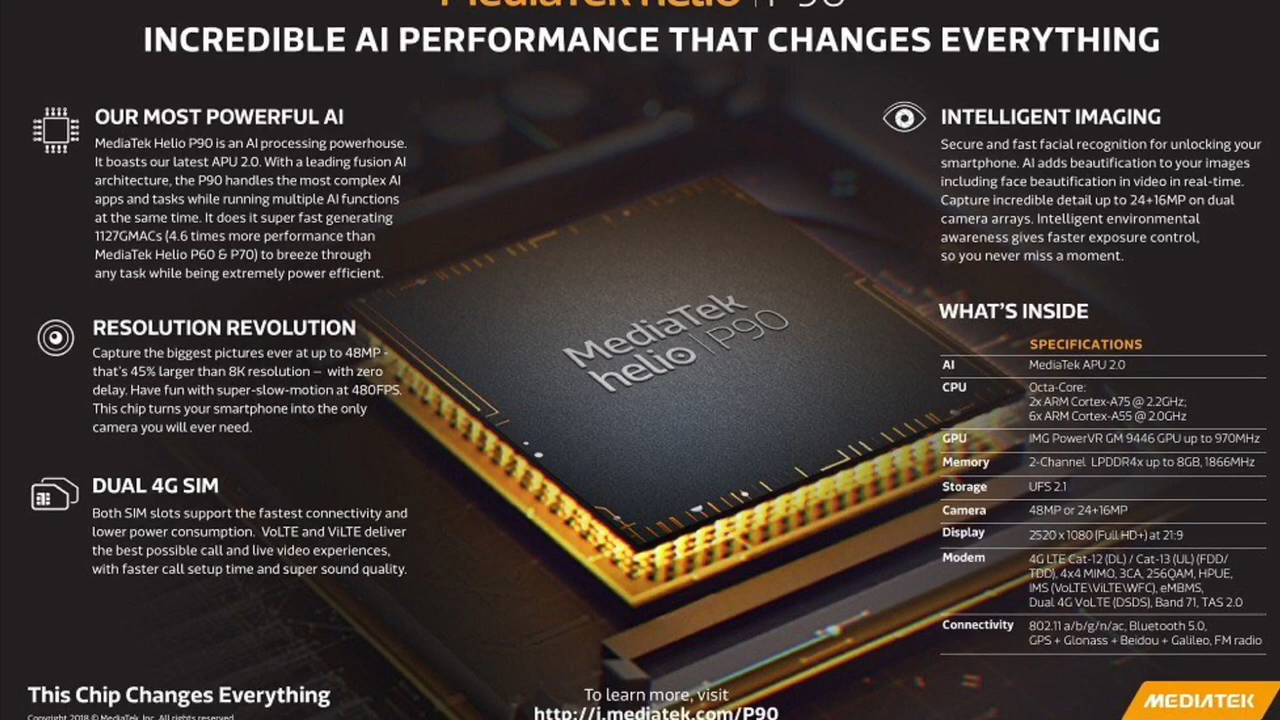 MediaTek helio | P90
INCREDIBLE AI PERFORMANCE THAT CHANGES EVERYTHING
OUR MOST POWERFUL AI
MediaTek Helio P90 is an AI processing powerhouse.
It boasts our latest APU 2.0. With a leading fusion AI
architecture, the P90 handles the most complex AI
apps and tasks while running multiple AI functions
at the same time. It does it super fast generating
1127GMACs (4.6 times more performance than
MediaTek Helio P60 & P70) to breeze through
any task while being extremely power efficient.
RESOLUTION REVOLUTION
Capture the biggest pictures ever at up to 48MP -
that's 45% larger than 8K resolution – with zero
delay. Have fun with super-slow-motion at 480FPS.
This chip turns your smartphone into the only
camera you will ever need.
DUAL 4G SIM
Both SIM slots support the fastest connectivity and
lower power consumption. VoLTE and ViLTE deliver
the best possible call and live video experiences,
with faster call setup time and super sound quality.
MediaTek
helio | P90
INTELLIGENT IMAGING
Secure and fast facial recognition for unlocking your
smartphone. AI adds beautification to your images
including face beautification in video in real-time.
Capture incredible detail up to 24+16MP on dual
camera arrays. Intelligent environmental
awareness gives faster exposure control,
so you never miss a moment.
WHAT'S INSIDE
SPECIFICATIONS
AI MediaTek APU 2.0
CPU Octa-Core:
2x ARM Cortex-A75 @ 2.2GHz;
6x ARM Cortex-A55 @ 2.0GHz
GPU IMG PowerVR GM 9446 GPU up to 970MHz
Memory 2-Channel LPDDR4x up to 8GB, 1866MHz
Storage UFS 2.1
Camera 48MP or 24+16MP
Display 2520 x 1080 (Full HD+) at 21:9
Modem 4G LTE Cat-12 (DL) / Cat-13 (UL) (FDD/
TDD), 4x4 MIMO, 3CA, 256QAM, HPUE,
IMS (VoLTE\ViLTE\WFC), eMBMS,
Dual 4G VoLTE (DSDS), Band 71, TAS 2.0
Connectivity 802.11 a/b/g/n/ac, Bluetooth 5.0,
GPS + Glonass + Beidou + Galileo, FM radio
This Chip Changes Everything
Copyright 2018 © MediaTek, Inc. All rights reserved
To learn more, visit
http://i.mediatek.com/P90
MEDIATEK